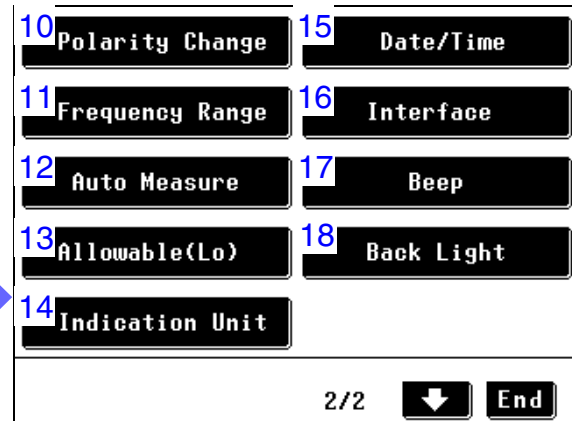 10 Polarity Change
11 Frequency Range
12 Auto Measure
13 Allowable(Lo)
14 Indication Unit
15 Date/Time
16 Interface
17 Beep
18 Back Light
2/2 End